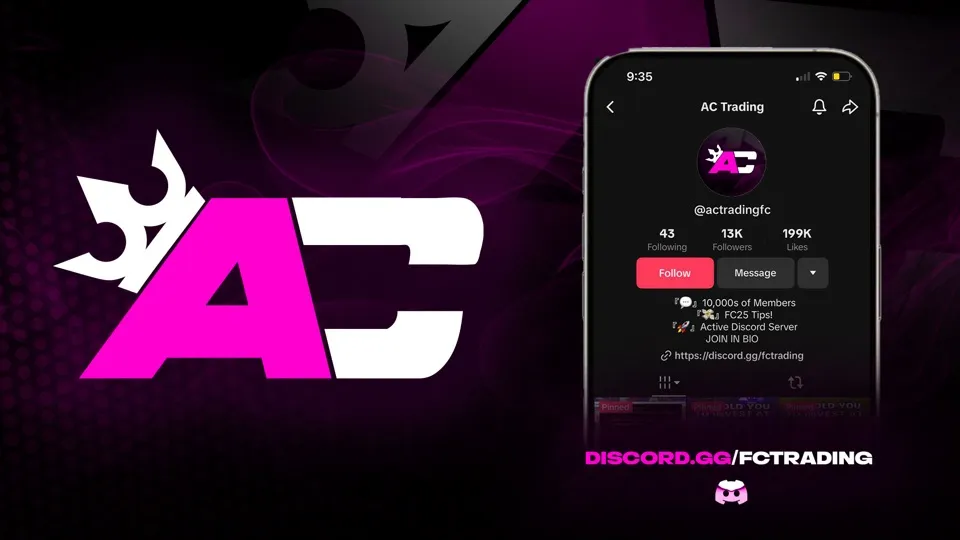 AC
9:35
AC Trading
AC
@actradingfc
43 13K 199K
Following Followers Likes
Follow Message
『💬』 10,000s of Members
『💸』 FC25 Tips!
『🚀』 Active Discord Server
JOIN IN BIO
https://discord.gg/fctrading
Pinned
DISCORD.GG/FCTRADING